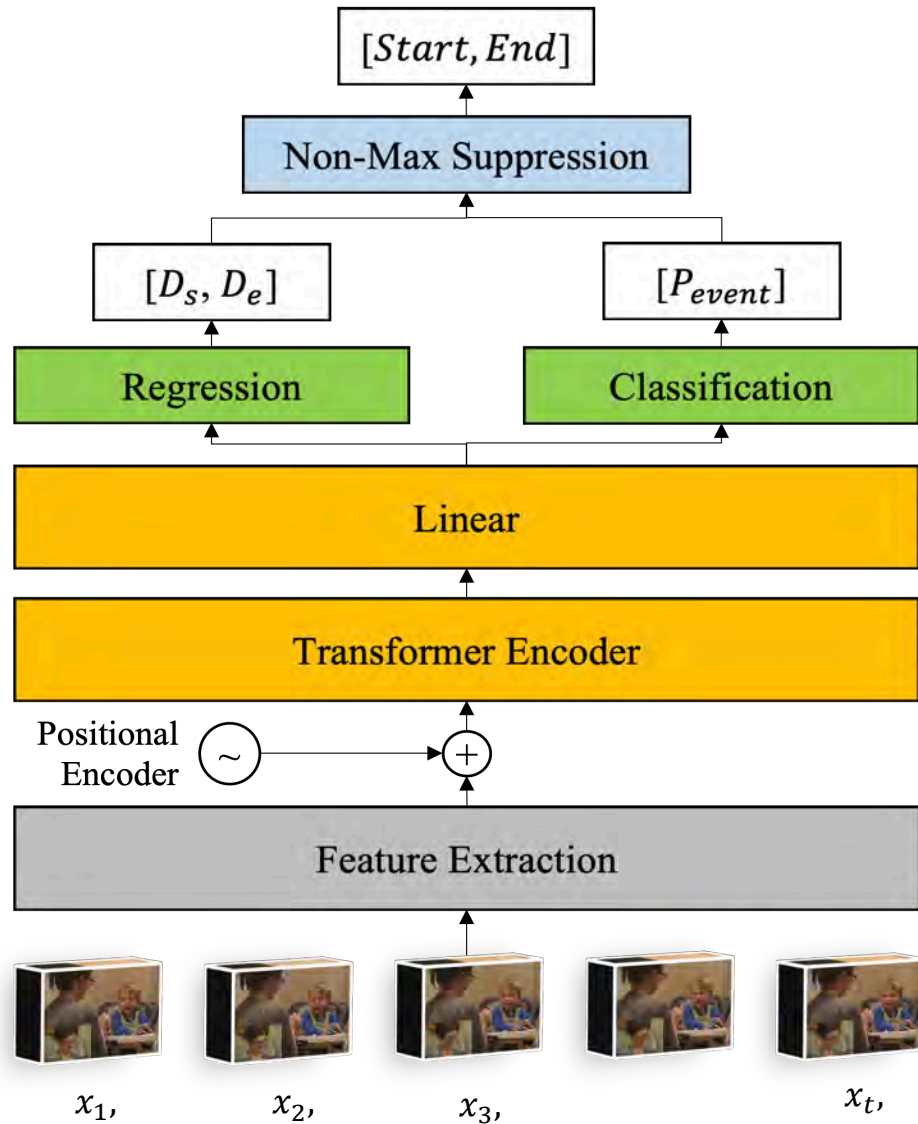 [Start, End]
Non-Max Suppression
[D_s, D_e]
[P_event]
Regression
Classification
Linear
Transformer Encoder
Positional
Encoder
~
+
Feature Extraction
x_1, x_2, x_3, x_t,